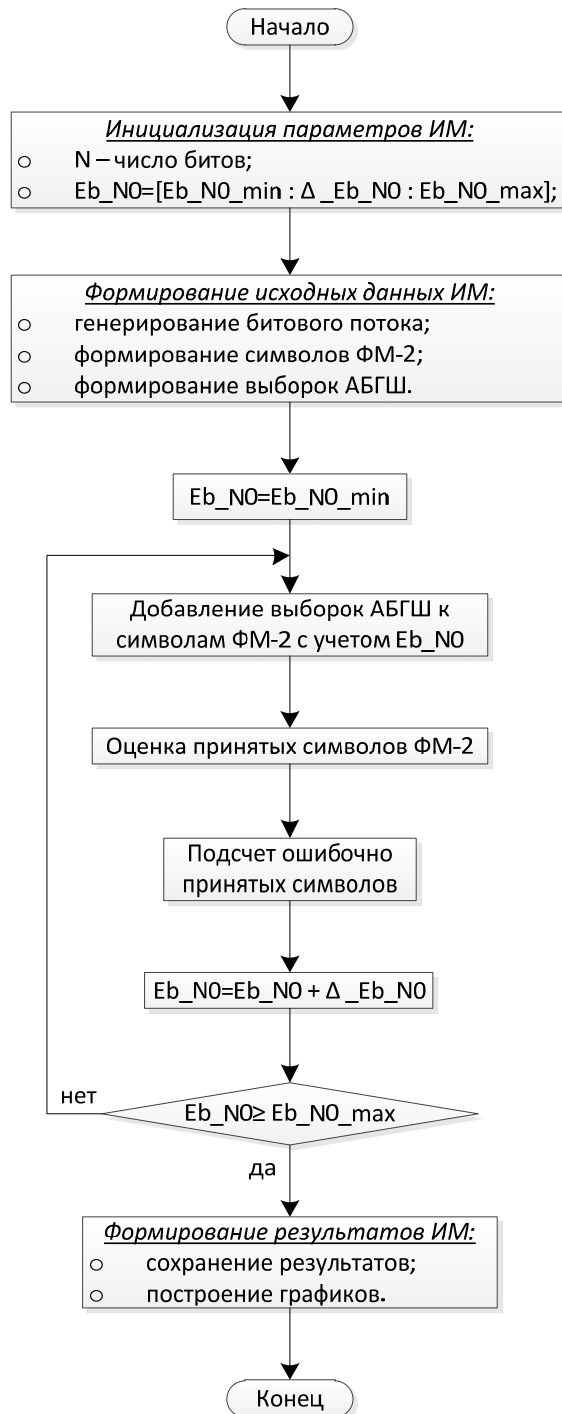 Начало
Инициализация параметров ИМ:
o N – число битов;
o Eb_N0=[Eb_N0_min : Δ _Eb_N0 : Eb_N0_max];
Формирование исходных данных ИМ:
o генерирование битового потока;
o формирование символов ФМ-2;
o формирование выборок АБГШ.
Eb_N0=Eb_N0_min
Добавление выборок АБГШ к
символам ФМ-2 с учетом Eb_N0
Оценка принятых символов ФМ-2
Подсчет ошибочно
принятых символов
Eb_N0=Eb_N0 + Δ _Eb_N0
нет
Eb_N0≥ Eb_N0_max
да
Формирование результатов ИМ:
o сохранение результатов;
o построение графиков.
Конец